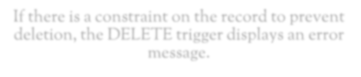 If there is a constraint on the record to prevent
deletion, the DELETE trigger displays an error
message.